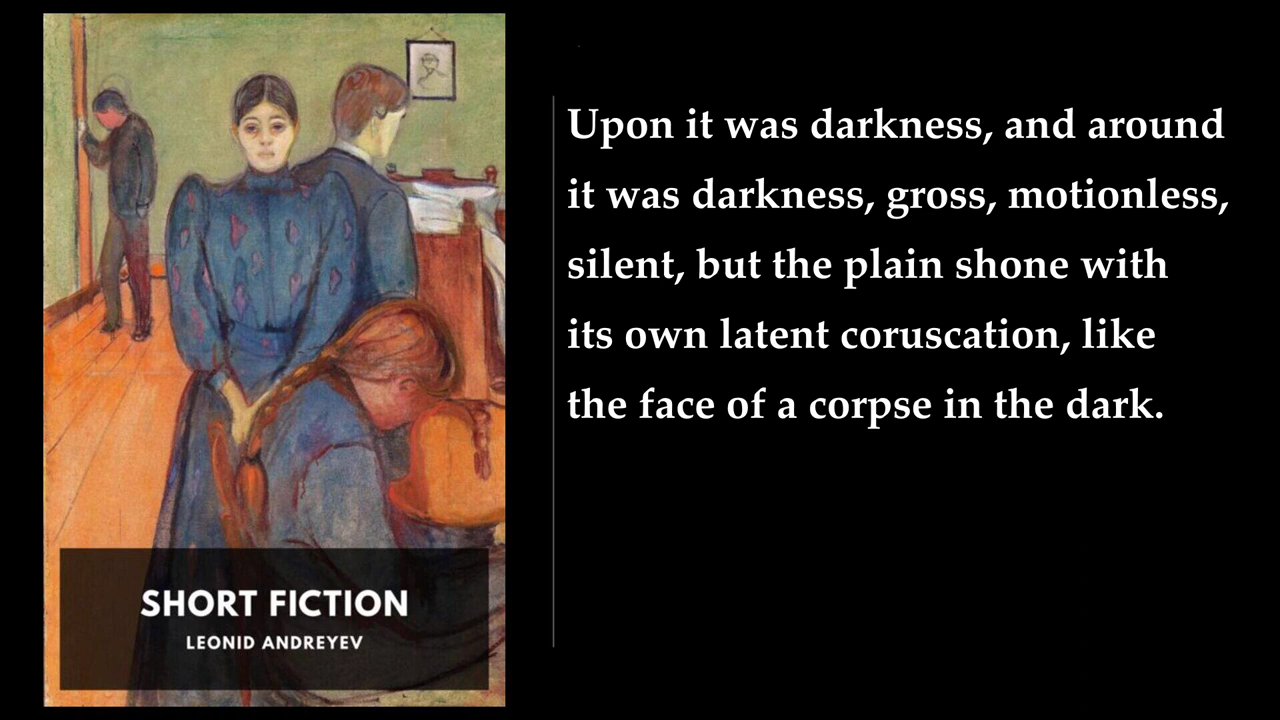 Upon it was darkness, and around
it was darkness, gross, motionless,
silent, but the plain shone with
its own latent coruscation, like
the face of a corpse in the dark.
SHORT FICTION
LEONID ANDREYEV